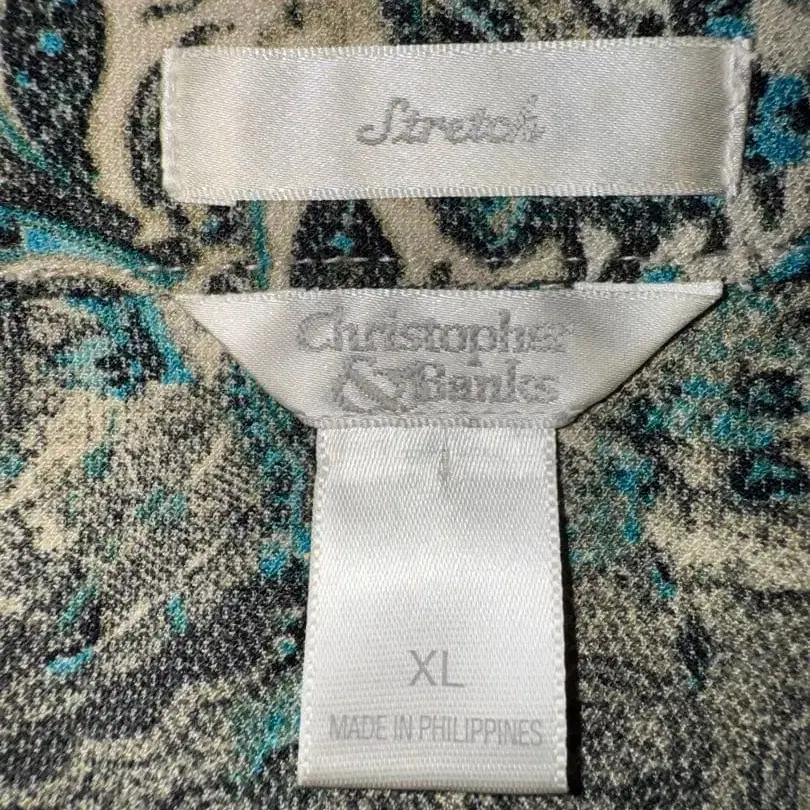 Stretch
Christopher
& Banks
XL
MADE IN PHILIPPINES